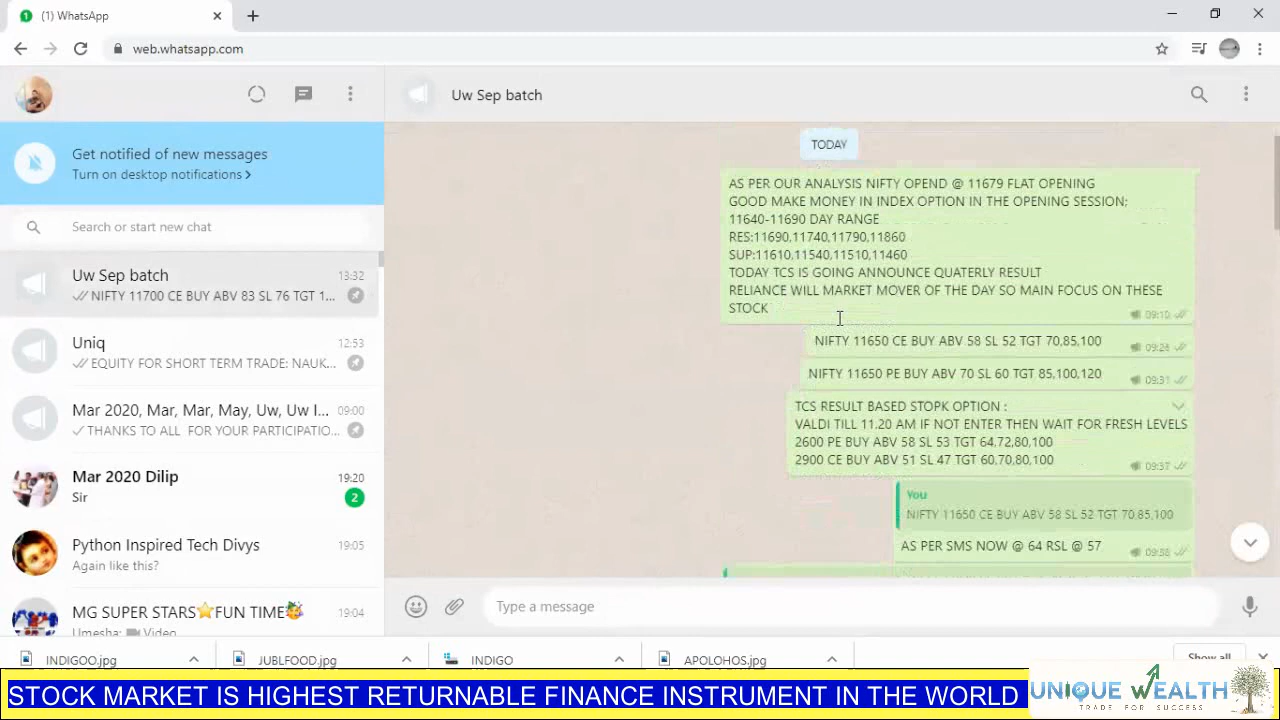 (1) WhatsApp
web.whatsapp.com
Uw Sep batch
Get notified of new messages
Turn on desktop notifications >
Search or start new chat
Uw Sep batch 13:32
NIFTY 11700 CE BUY ABV 83 SL 76 TGT 1...
Uniq 12:53
EQUITY FOR SHORT TERM TRADE: NAUK...
Mar 2020, Mar, Mar, May, Uw, Uw I... 09:00
THANKS TO ALL FOR YOUR PARTICIPATIO...
Mar 2020 Dilip 19:20
Sir 2
Python Inspired Tech Divys 19:05
Again like this?
MG SUPER STARS⭐FUN TIME🥳 19:04
Umesha: Video
TODAY
AS PER OUR ANALYSIS NIFTY OPEND @ 11679 FLAT OPENING
GOOD MAKE MONEY IN INDEX OPTION IN THE OPENING SESSION;
11640-11690 DAY RANGE
RES:11690,11740,11790,11860
SUP:11610,11540,11510,11460
TODAY TCS IS GOING ANNOUNCE QUATERLY RESULT
RELIANCE WILL MARKET MOVER OF THE DAY SO MAIN FOCUS ON THESE
STOCK
09:10
NIFTY 11650 CE BUY ABV 58 SL 52 TGT 70,85,100 09:24
NIFTY 11650 PE BUY ABV 70 SL 60 TGT 85,100,120 09:31
TCS RESULT BASED STOPK OPTION :
VALDI TILL 11.20 AM IF NOT ENTER THEN WAIT FOR FRESH LEVELS
2600 PE BUY ABV 58 SL 53 TGT 64.72,80,100
2900 CE BUY ABV 51 SL 47 TGT 60,70,80,100 09:37
You
NIFTY 11650 CE BUY ABV 58 SL 52 TGT 70,85,100
AS PER SMS NOW @ 64 RSL @ 57 09:38
Type a message
INDIGOO.jpg
JUBLFOOD.jpg
INDIGO
APOLOHOS.jpg
Show all
STOCK MARKET IS HIGHEST RETURNABLE FINANCE INSTRUMENT IN THE WORLD
UNIQUE WEALTH
TRADE FOR SUCCESS